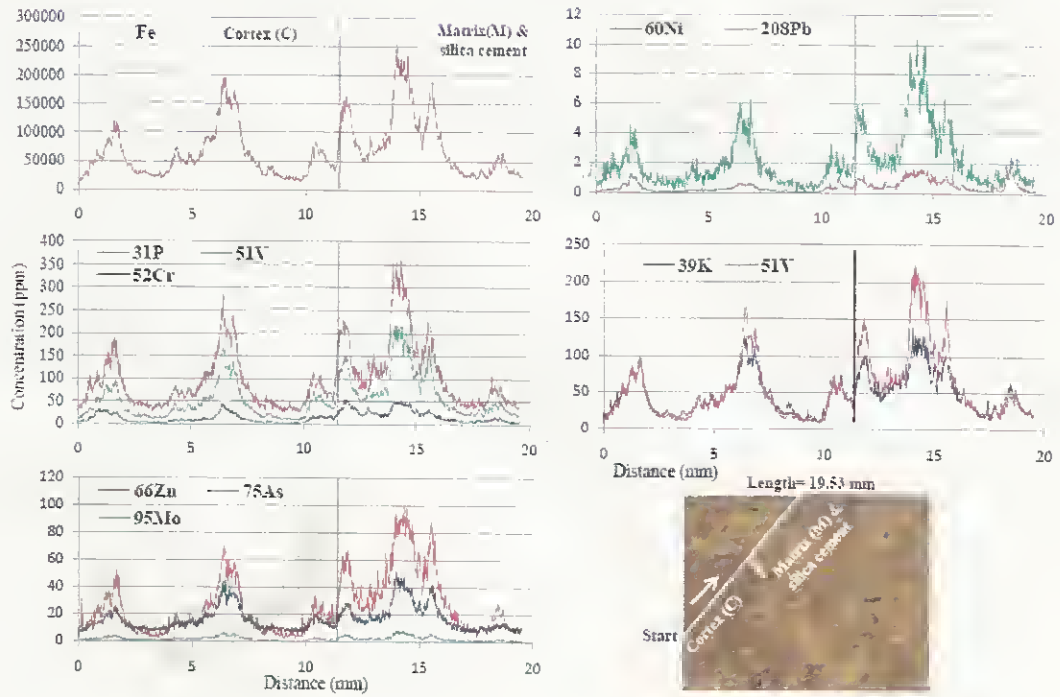 Fe
Cortex (C)
Matrix(M) &
silica cement
300000
250000
200000
150000
100000
50000
0
0 5 10 15 20
12
10
8
6
4
2
0
60Ni 208Pb
0 5 10 15 20
Concentration (ppm)
400
350
300
250
200
150
100
50
0
31P 51V
52Cr
0 5 10 15 20
250
200
150
100
50
0
39K 51V
0 5 10 15 20
Distance (mm)
120
100
80
60
40
20
0
66Zn 75As
95Mo
0 5 10 15 20
Distance (mm)
Length= 19.53 mm
Start
Cortex (C)
Matrix (M) &
silica cement